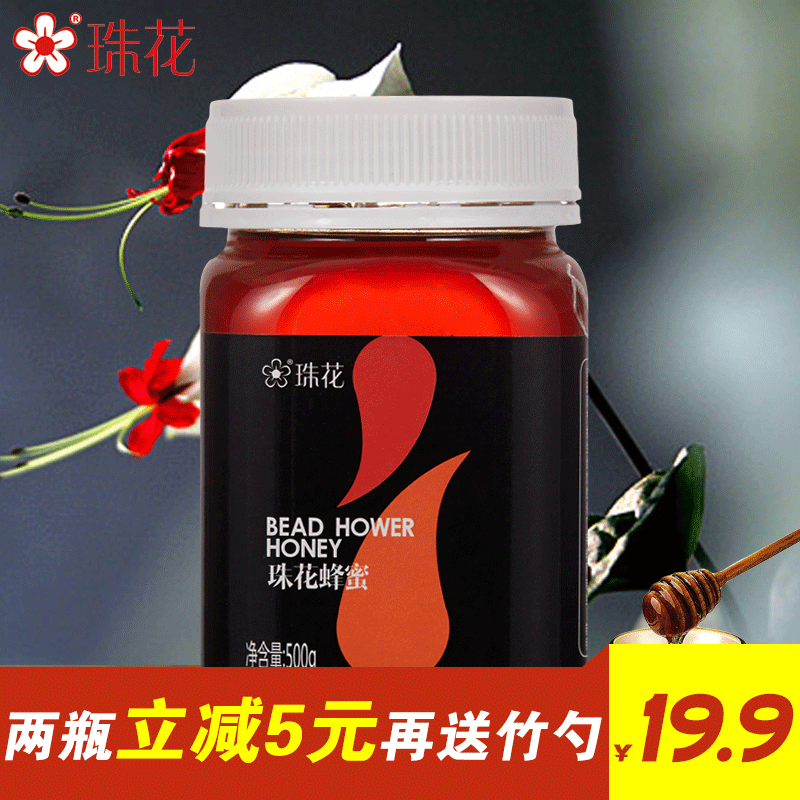 ® 珠花
® 珠花
BEAD HOWER
HONEY
珠花蜂蜜
净含量:500g
两瓶立减5元再送竹勺
¥19.9